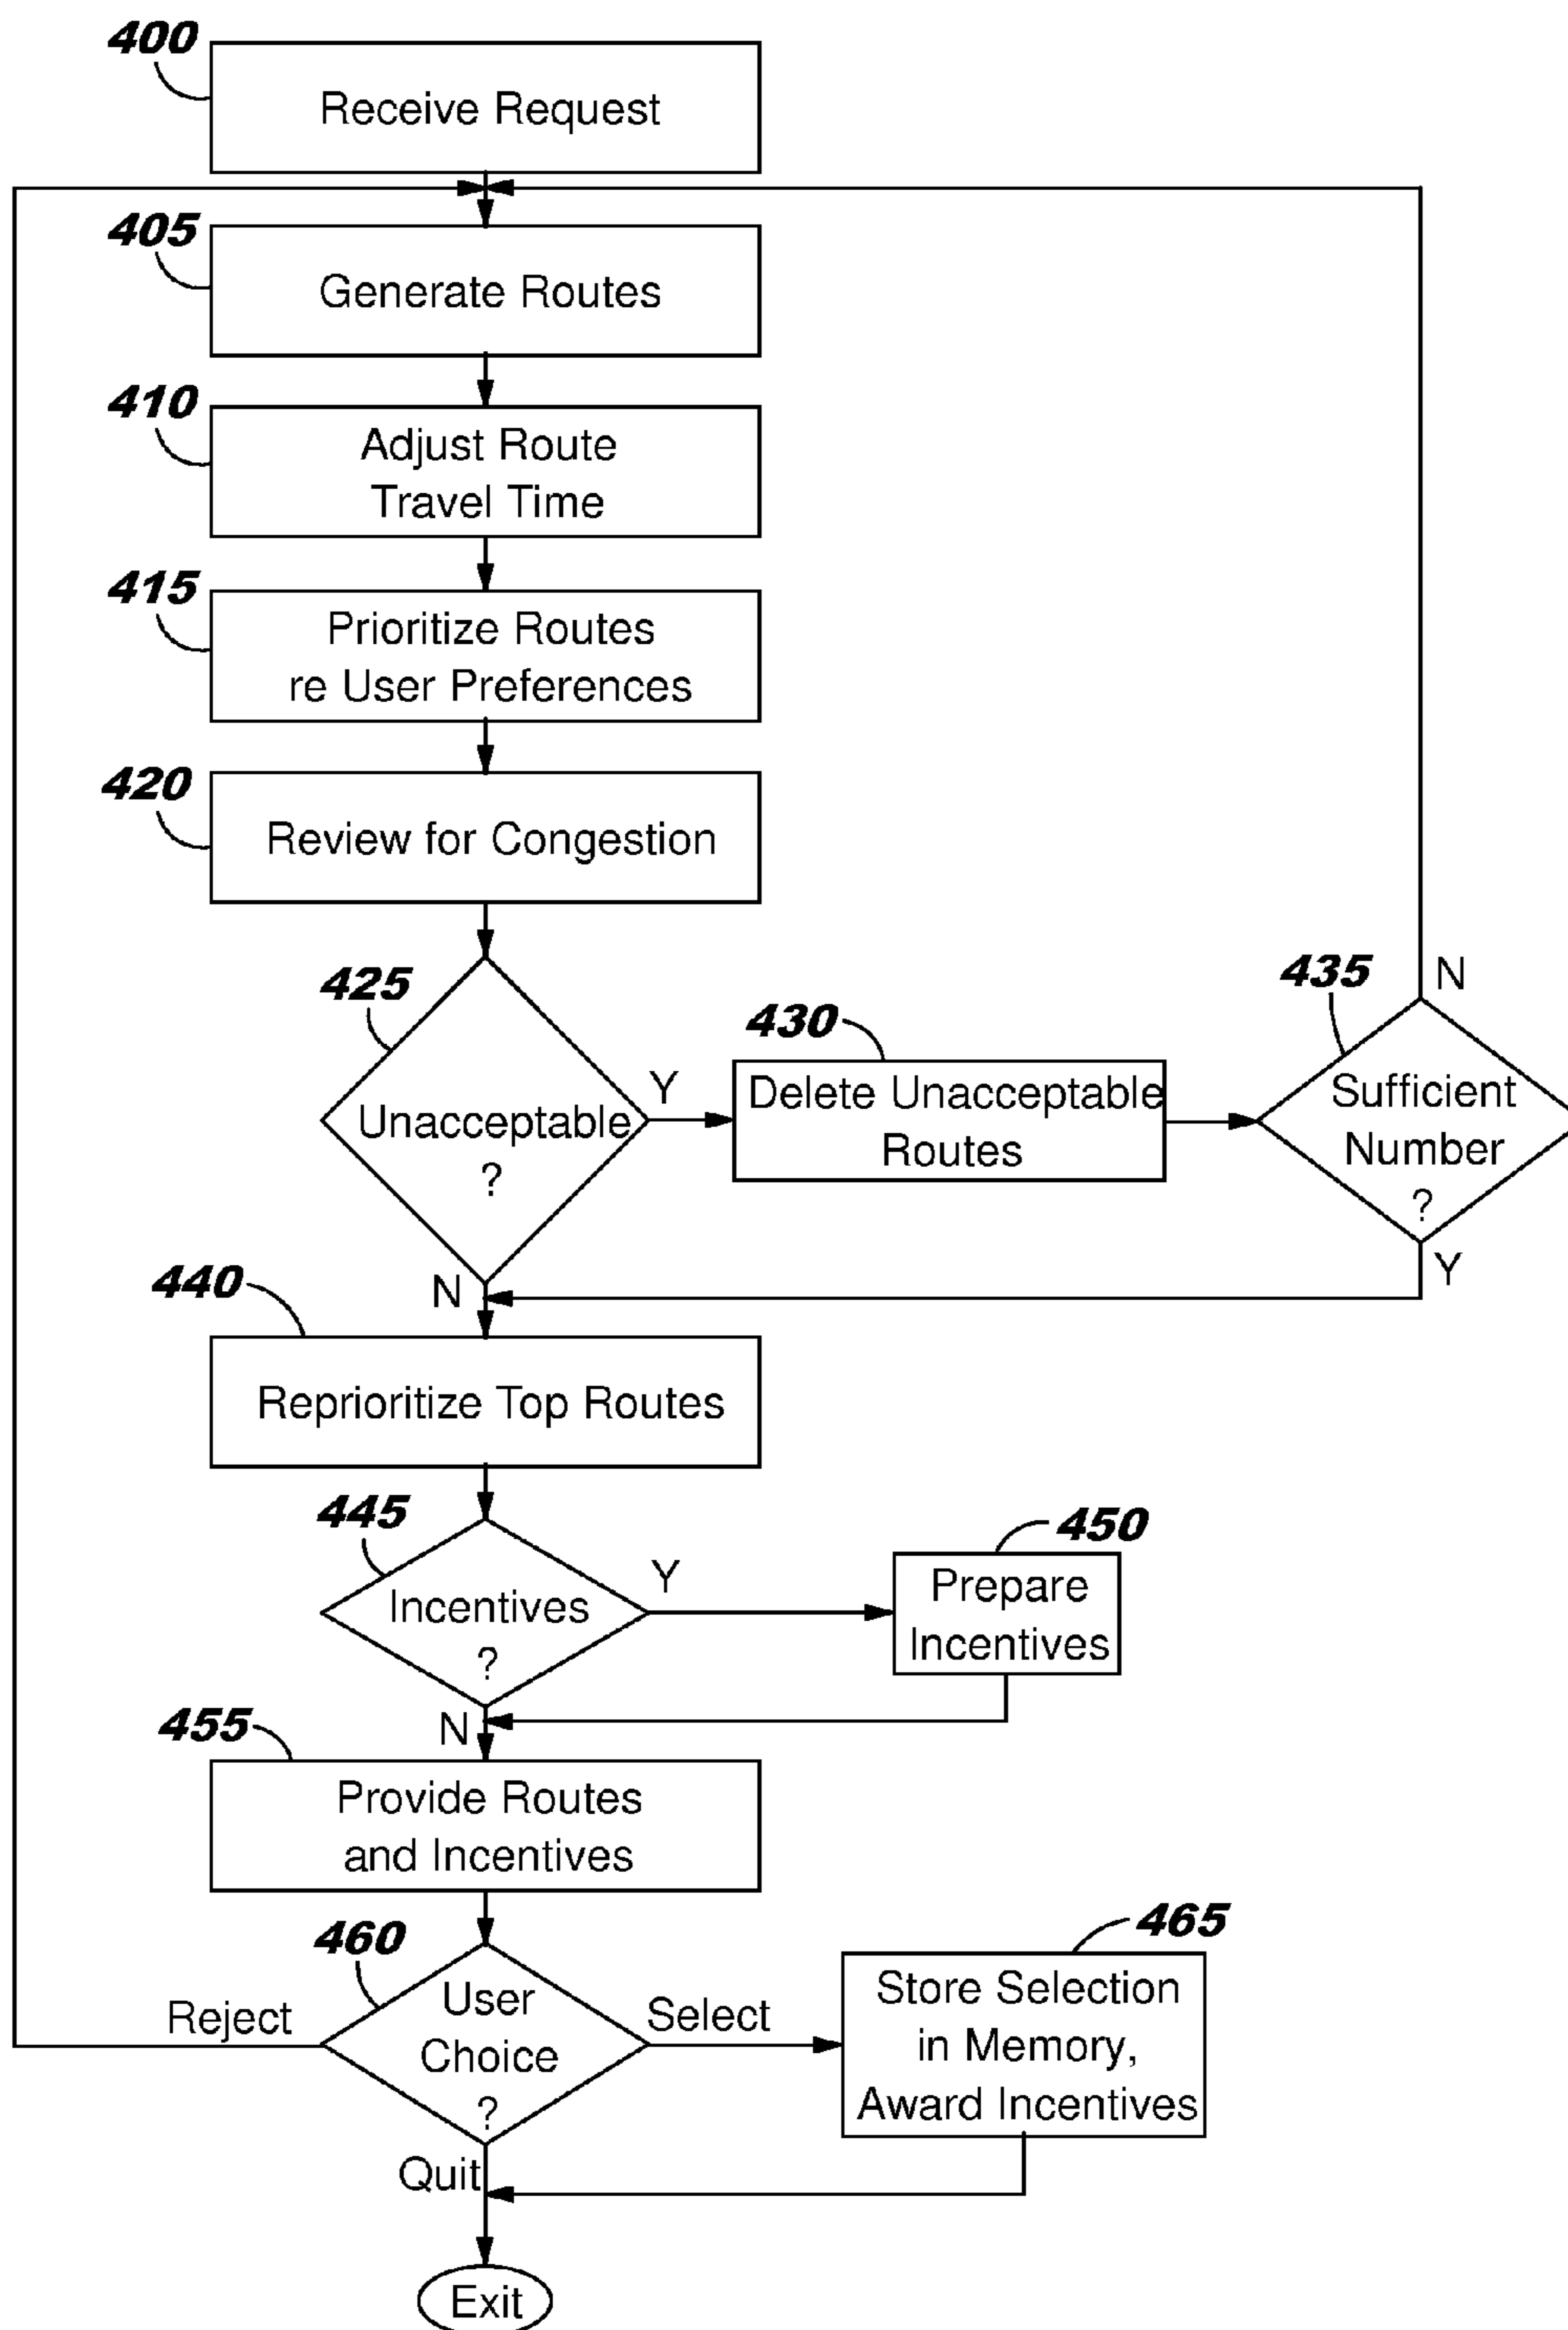 400
Receive Request
405
Generate Routes
410
Adjust Route
Travel Time
415
Prioritize Routes
re User Preferences
420
Review for Congestion
425
Unacceptable
?
Y
430
Delete Unacceptable
Routes
435
N
Sufficient
Number
?
Y
N
440
Reprioritize Top Routes
445
Incentives
?
Y
450
Prepare
Incentives
N
455
Provide Routes
and Incentives
460
User
Choice
?
Reject
Select
465
Store Selection
in Memory,
Award Incentives
Quit
Exit